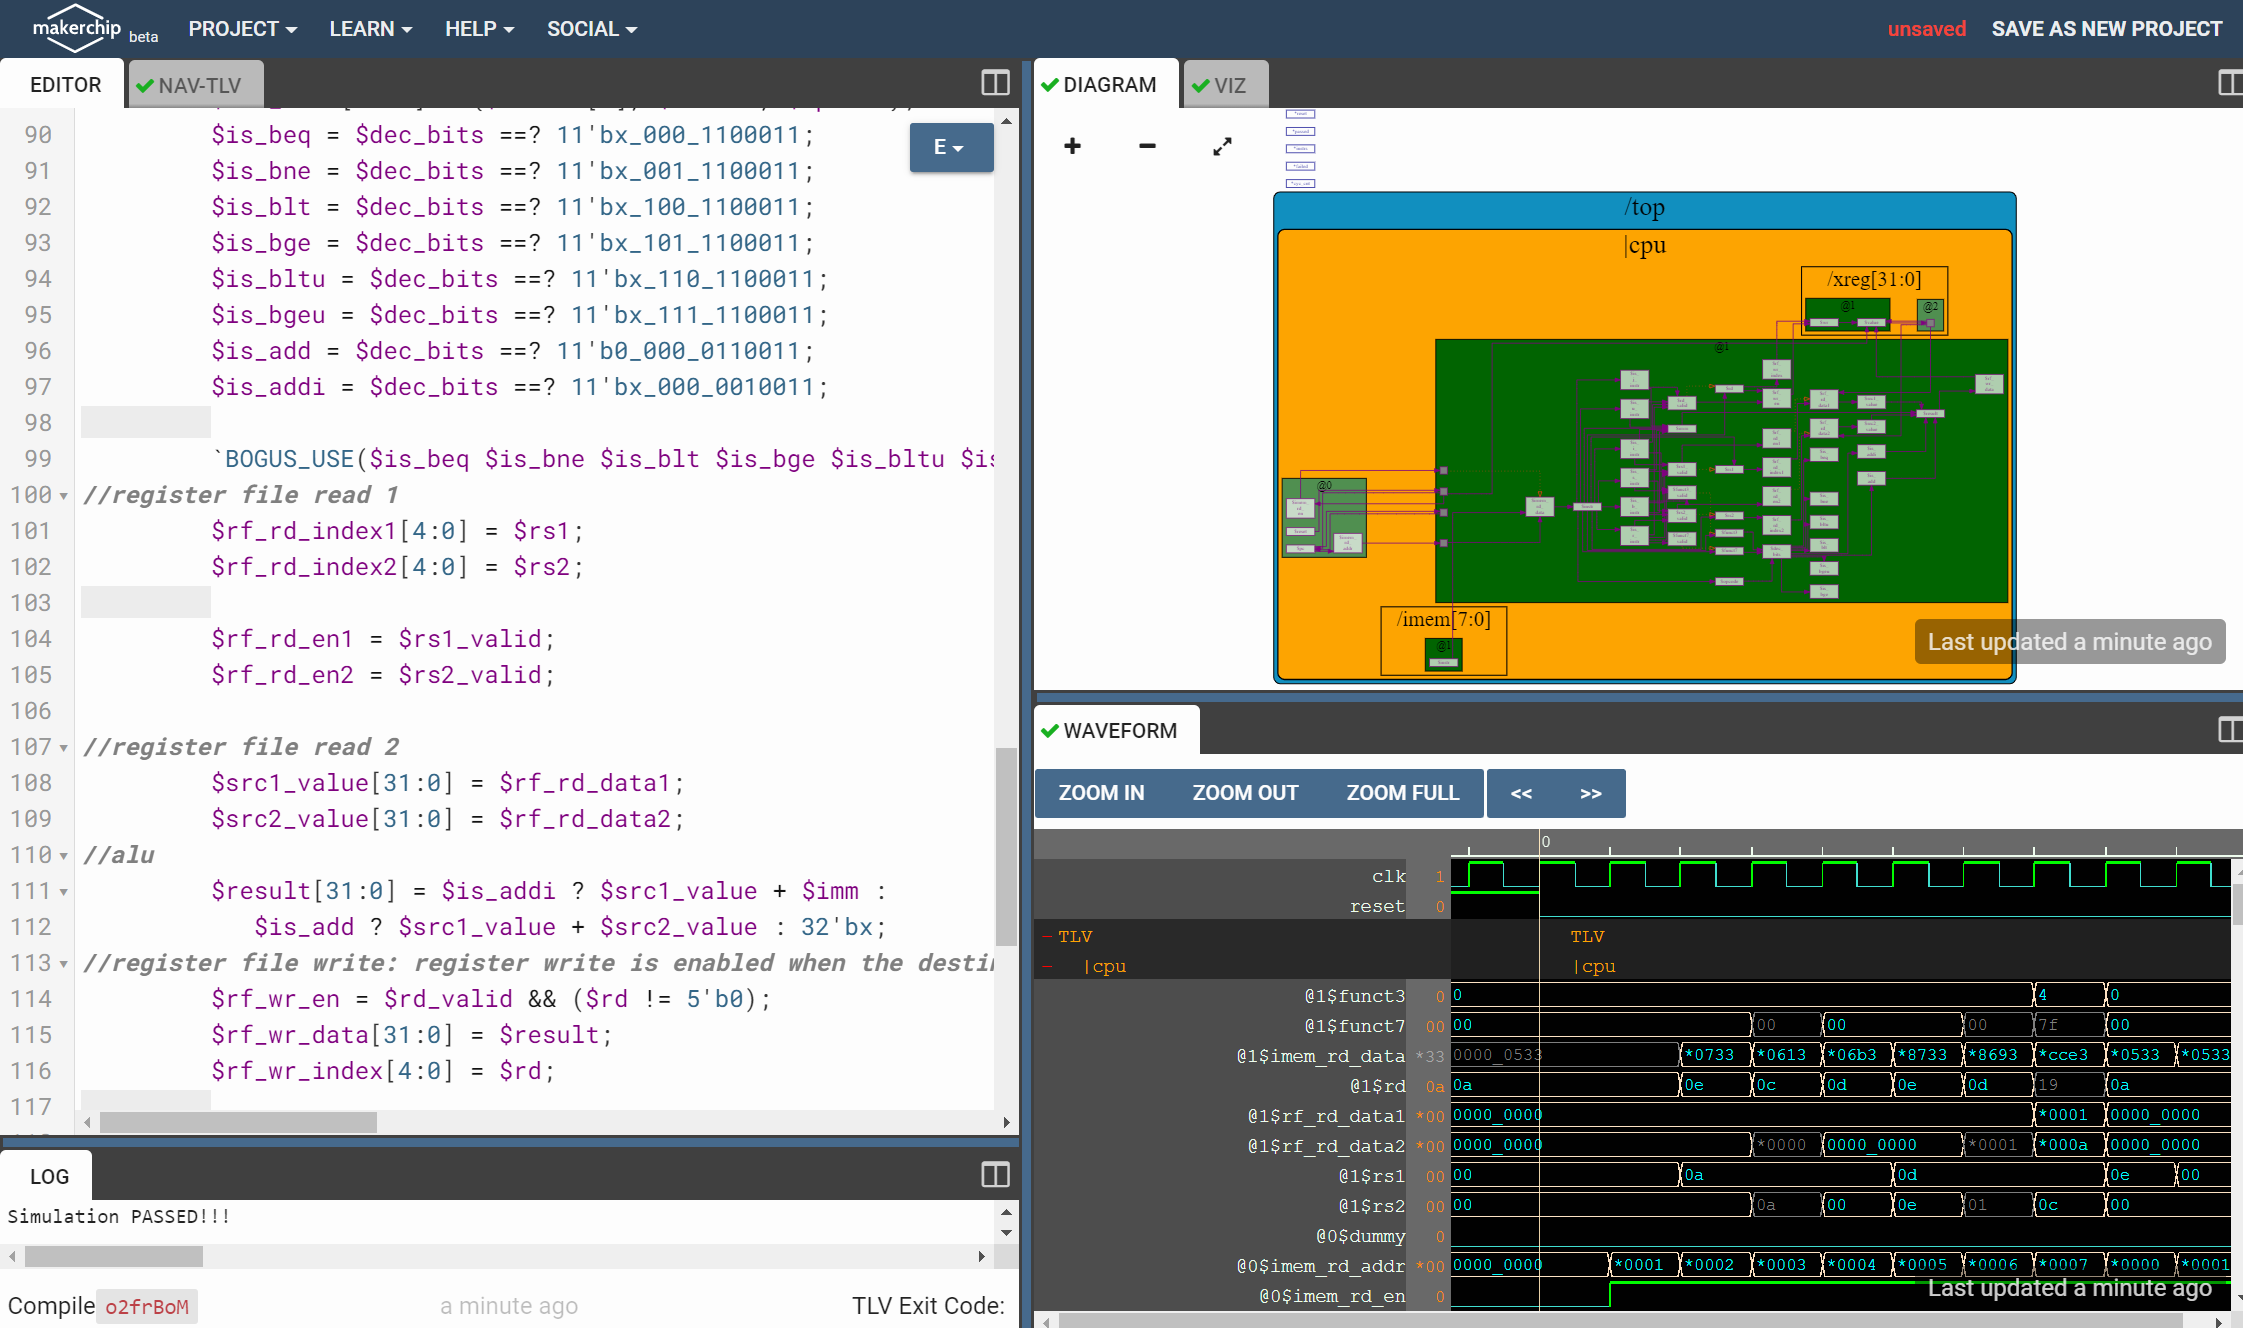 makerchip beta PROJECT LEARN HELP SOCIAL unsaved SAVE AS NEW PROJECT
EDITOR NAV-TLV
E
90 $is_beq = $dec_bits ==? 11'bx_000_1100011;
91 $is_bne = $dec_bits ==? 11'bx_001_1100011;
92 $is_blt = $dec_bits ==? 11'bx_100_1100011;
93 $is_bge = $dec_bits ==? 11'bx_101_1100011;
94 $is_bltu = $dec_bits ==? 11'bx_110_1100011;
95 $is_bgeu = $dec_bits ==? 11'bx_111_1100011;
96 $is_add = $dec_bits ==? 11'b0_000_0110011;
97 $is_addi = $dec_bits ==? 11'bx_000_0010011;
98
99 `BOGUS_USE($is_beq $is_bne $is_blt $is_bge $is_bltu $is
100 //register file read 1
101 $rf_rd_index1[4:0] = $rs1;
102 $rf_rd_index2[4:0] = $rs2;
103
104 $rf_rd_en1 = $rs1_valid;
105 $rf_rd_en2 = $rs2_valid;
106
107 //register file read 2
108 $src1_value[31:0] = $rf_rd_data1;
109 $src2_value[31:0] = $rf_rd_data2;
110 //alu
111 $result[31:0] = $is_addi ? $src1_value + $imm :
112 $is_add ? $src1_value + $src2_value : 32'bx;
113 //register file write: register write is enabled when the desti
114 $rf_wr_en = $rd_valid && ($rd != 5'b0);
115 $rf_wr_data[31:0] = $result;
116 $rf_wr_index[4:0] = $rd;
117
LOG
Simulation PASSED!!!
Compile o2frBoM a minute ago TLV Exit Code:
DIAGRAM VIZ
/top
|cpu
/xreg[31:0]
@1 @2
@1
@0
/imem[7:0]
@1
Last updated a minute ago
WAVEFORM
ZOOM IN ZOOM OUT ZOOM FULL << >>
0
clk 1
reset 0
TLV TLV
|cpu |cpu
@1$funct3 0 0 4 0
@1$funct7 00 00 00 00 00 7f 00
@1$imem_rd_data *33 0000_0533 *0733 *0613 *06b3 *8733 *8693 *cce3 *0533 *0533
@1$rd 0a 0a 0e 0c 0d 0e 0d 19 0a
@1$rf_rd_data1 *00 0000_0000 *0001 0000_0000
@1$rf_rd_data2 *00 0000_0000 *0000 0000_0000 *0001 *000a 0000_0000
@1$rs1 00 00 0a 0d 0e 00
@1$rs2 00 00 0a 00 0e 01 0c 00
@0$dummy 0
@0$imem_rd_addr *00 0000_0000 *0001 *0002 *0003 *0004 *0005 *0006 *0007 *0000 *0001
@0$imem_rd_en 0
Last updated a minute ago